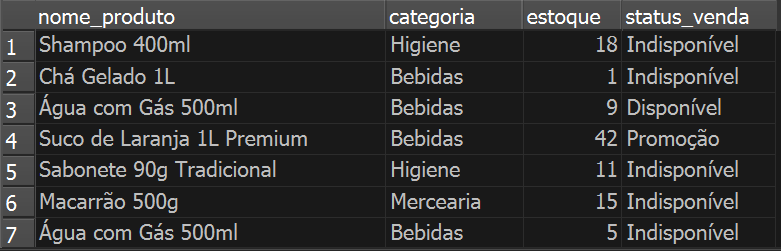 nome_produto categoria estoque status_venda
1 Shampoo 400ml Higiene 18 Indisponível
2 Chá Gelado 1L Bebidas 1 Indisponível
3 Água com Gás 500ml Bebidas 9 Disponível
4 Suco de Laranja 1L Premium Bebidas 42 Promoção
5 Sabonete 90g Tradicional Higiene 11 Indisponível
6 Macarrão 500g Mercearia 15 Indisponível
7 Água com Gás 500ml Bebidas 5 Indisponível